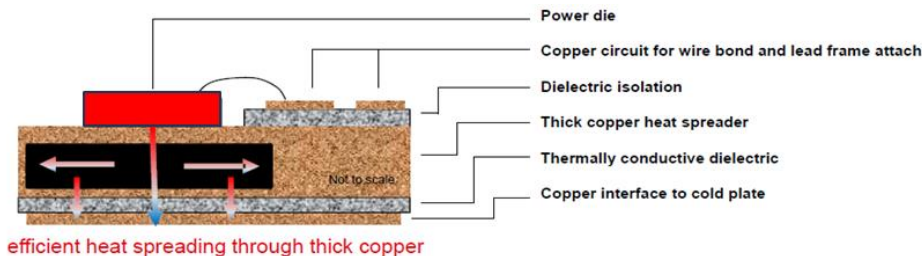 Power die
Copper circuit for wire bond and lead frame attach
Dielectric isolation
Thick copper heat spreader
Thermally conductive dielectric
Not to scale
Copper interface to cold plate
efficient heat spreading through thick copper